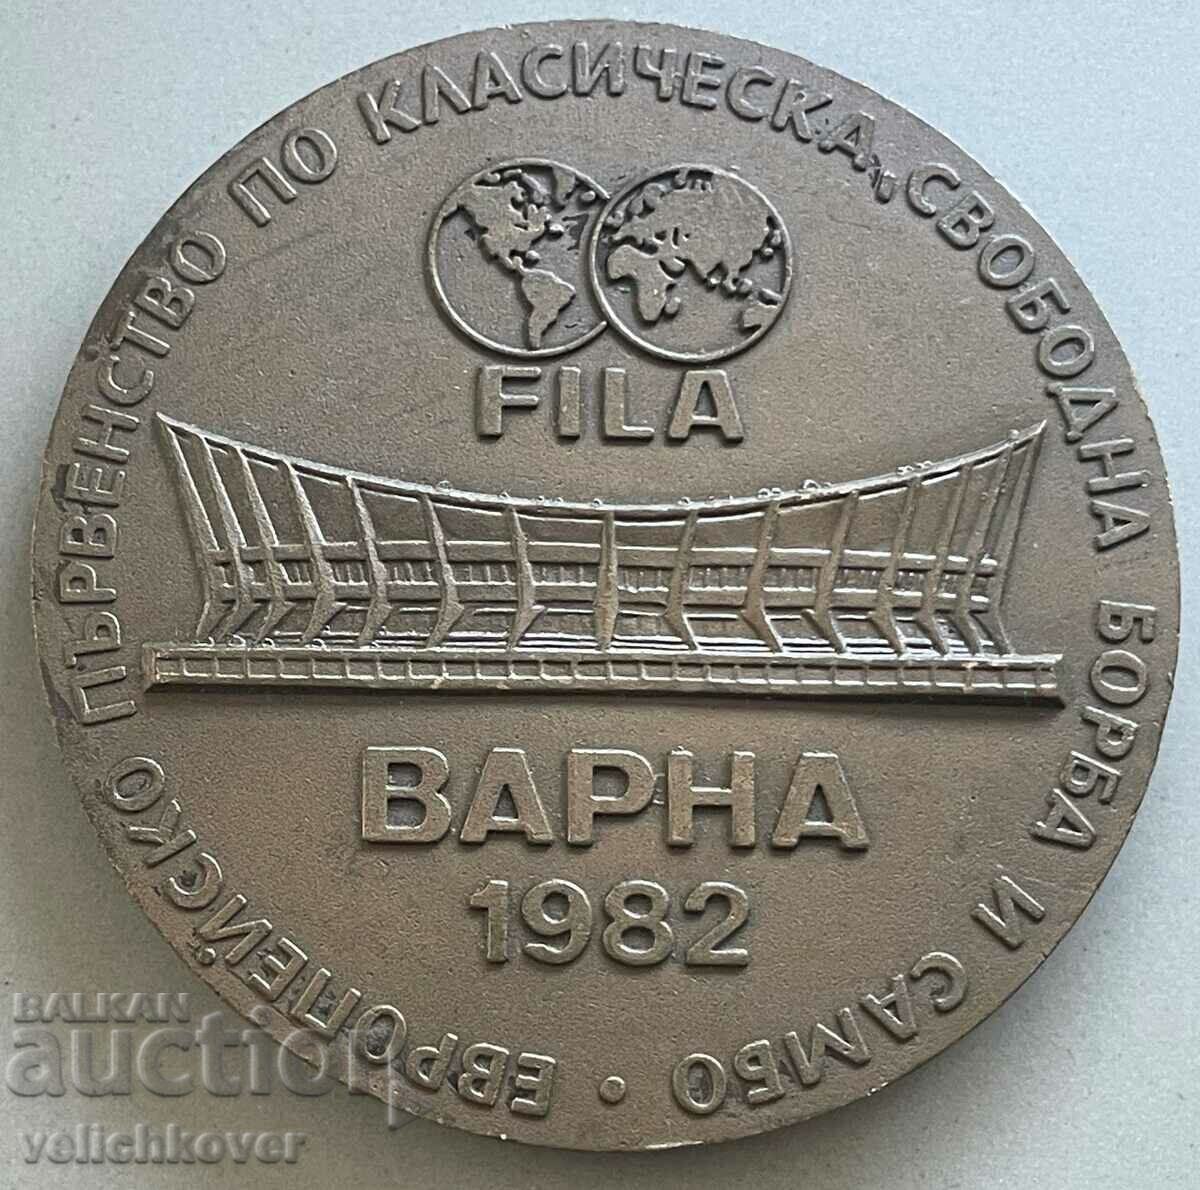 ЕВРОПЕЙСКО ПЪРВЕНСТВО ПО КЛАСИЧЕСКА, СВОБОДНА БОРБА И САМБО •
FILA
ВАРНА
1982
BALKAN
auction
velichkover